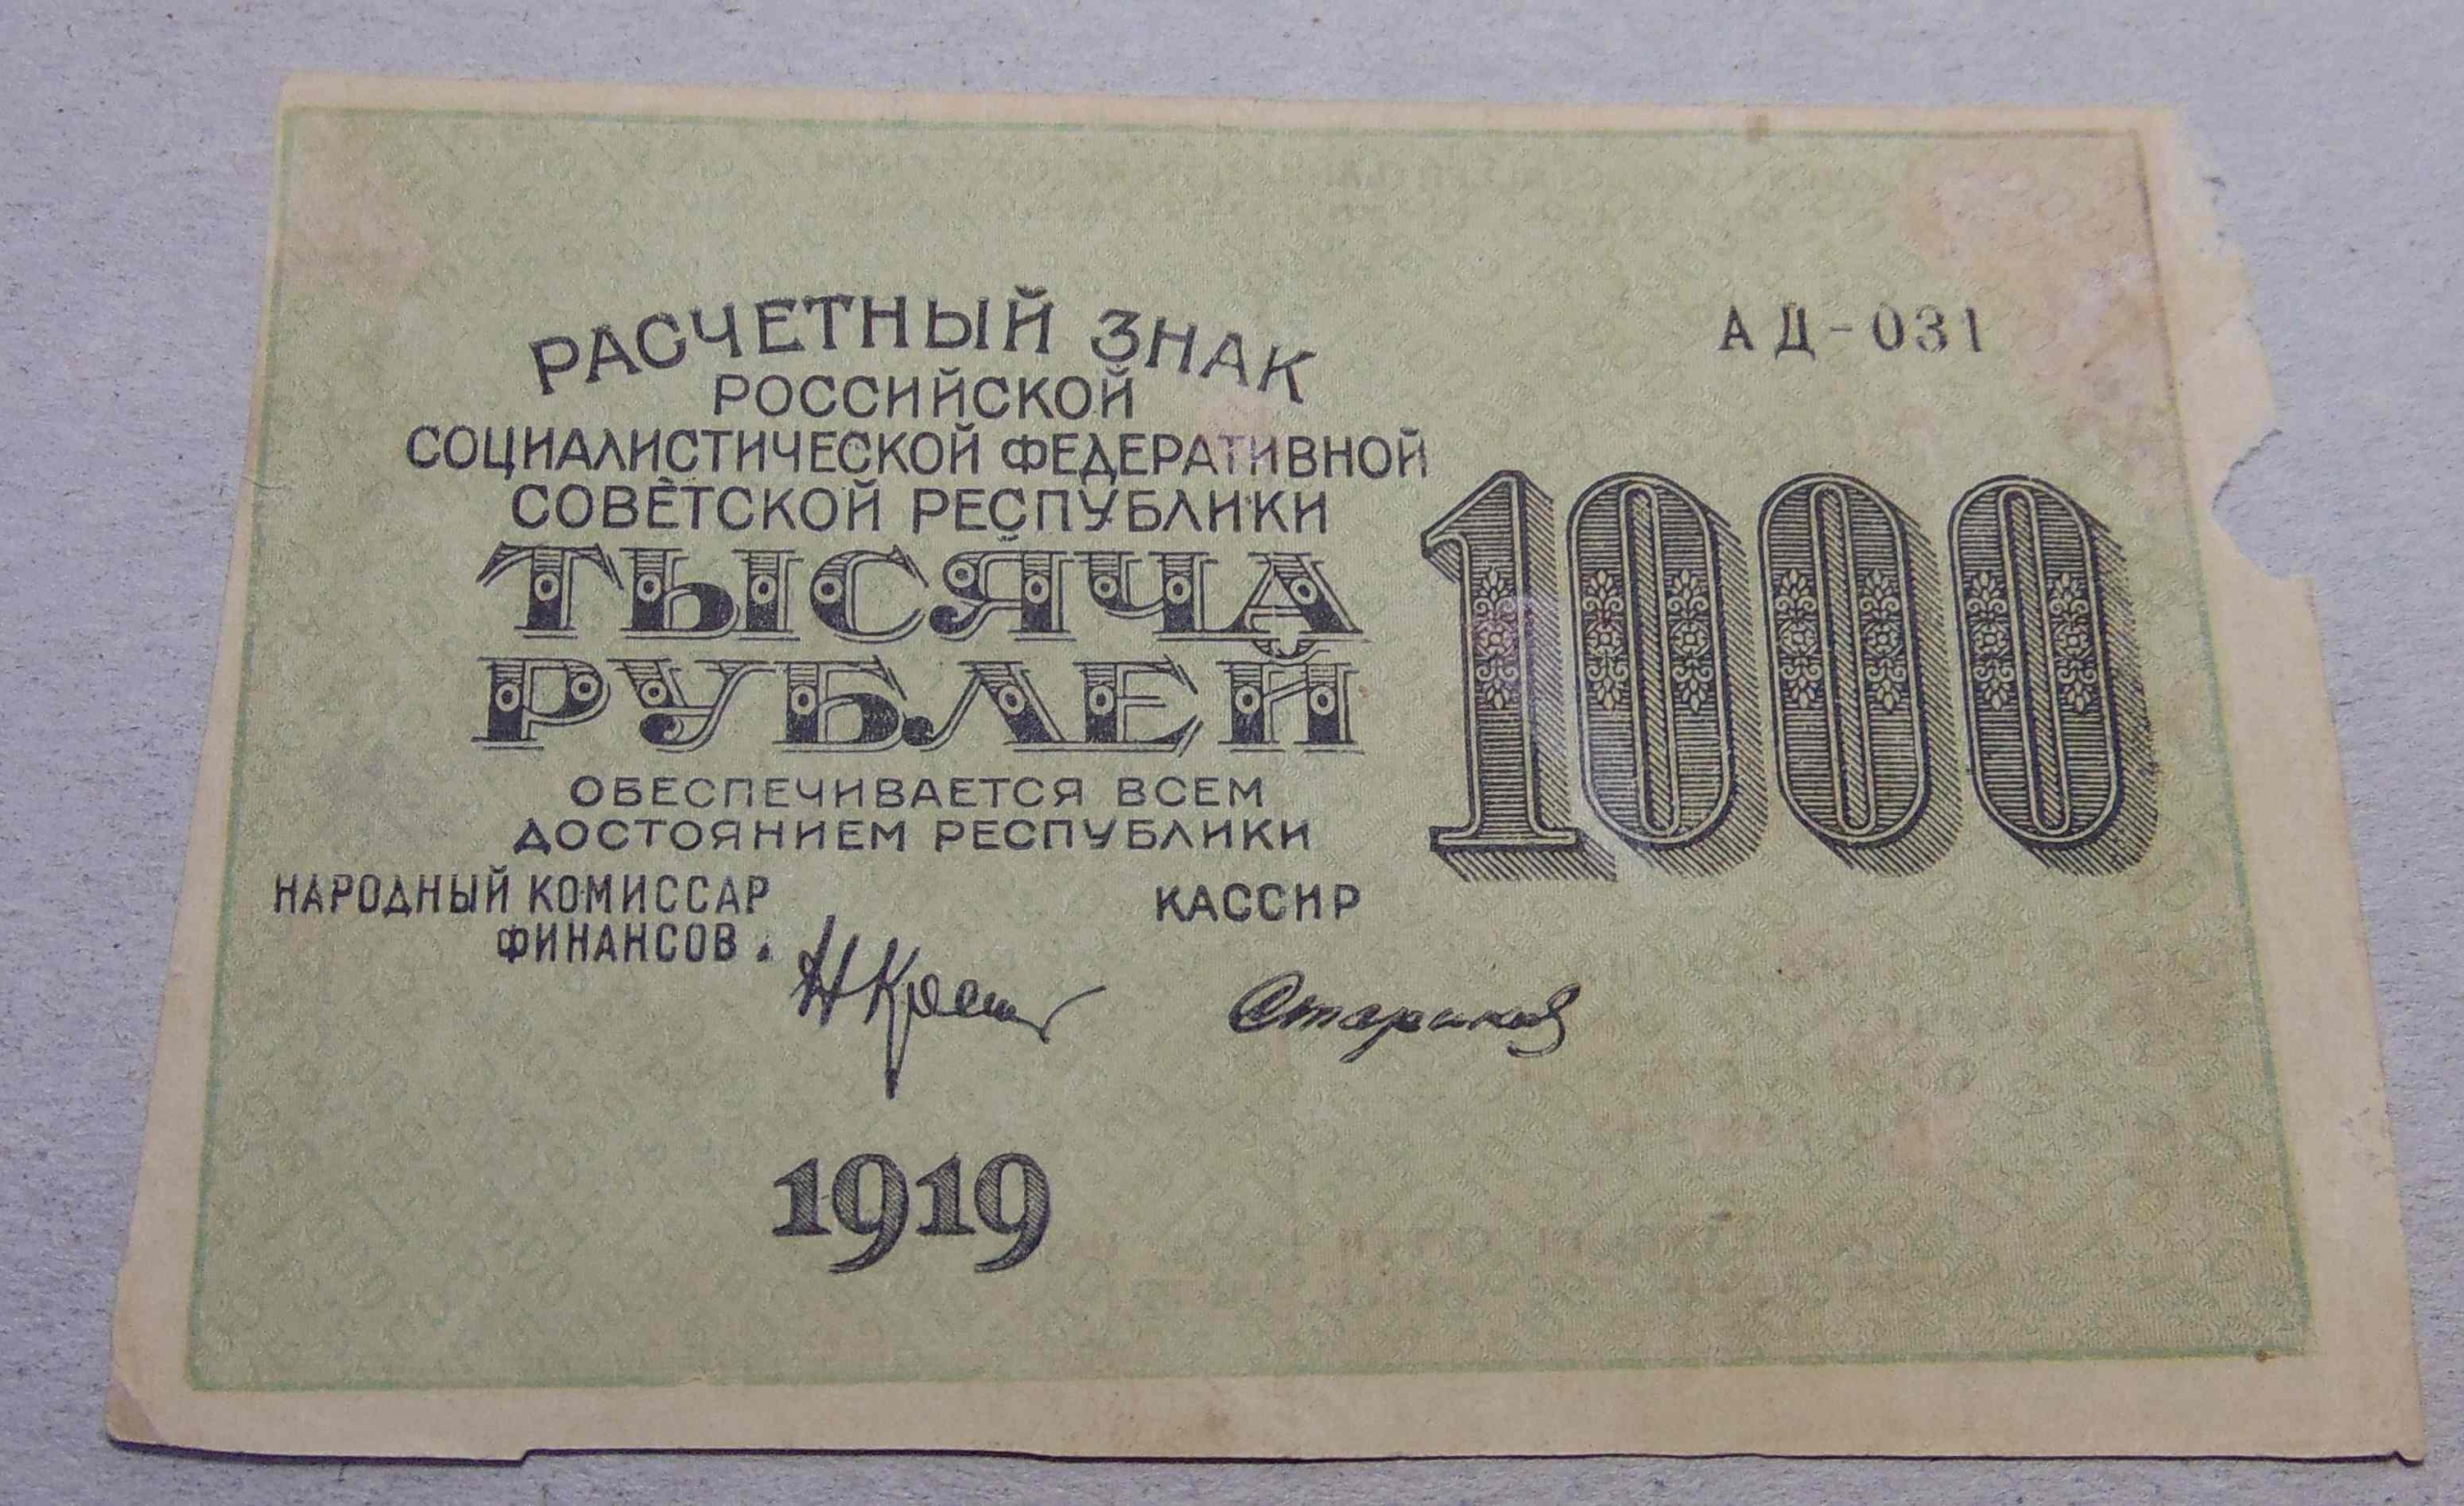 РАСЧЕТНЫЙ ЗНАК
РОССИЙСКОЙ
СОЦИАЛИСТИЧЕСКОЙ ФЕДЕРАТИВНОЙ
СОВЕТСКОЙ РЕСПУБЛИКИ
АД-031
ТЫСЯЧА
РУБЛЕЙ
1000
ОБЕСПЕЧИВАЕТСЯ ВСЕМ
ДОСТОЯНИЕМ РЕСПУБЛИКИ
НАРОДНЫЙ КОМИССАР
ФИНАНСОВ.
КАССИР
Стариков
1919